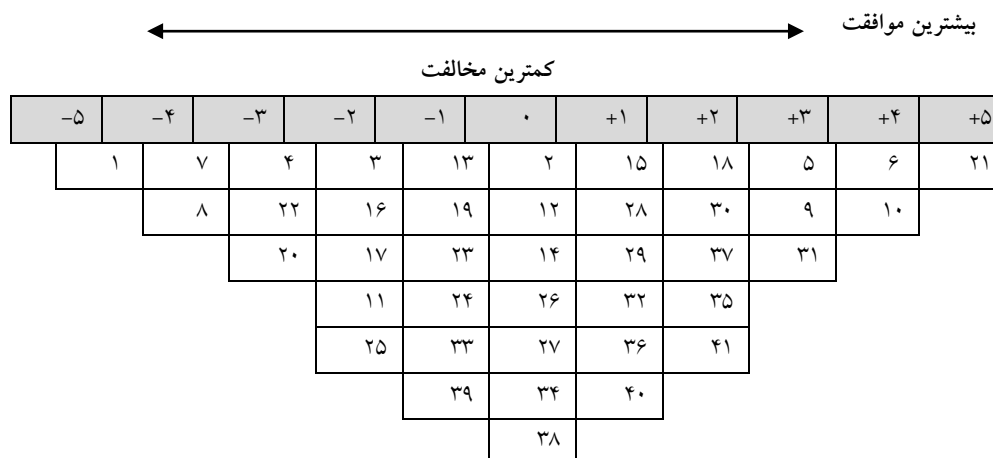 بیشترین موافقت
کمترین مخالفت
−۵ −۴ −۳ −۲ −۱ ۰ +۱ +۲ +۳ +۴ +۵
۱ ۷ ۴ ۳ ۱۳ ۲ ۱۵ ۱۸ ۵ ۶ ۲۱
۸ ۲۲ ۱۶ ۱۹ ۱۲ ۲۸ ۳۰ ۹ ۱۰
۲۰ ۱۷ ۲۳ ۱۴ ۲۹ ۳۷ ۳۱
۱۱ ۲۴ ۲۶ ۳۲ ۳۵
۲۵ ۳۳ ۲۷ ۳۶ ۴۱
۳۹ ۳۴ ۴۰
۳۸